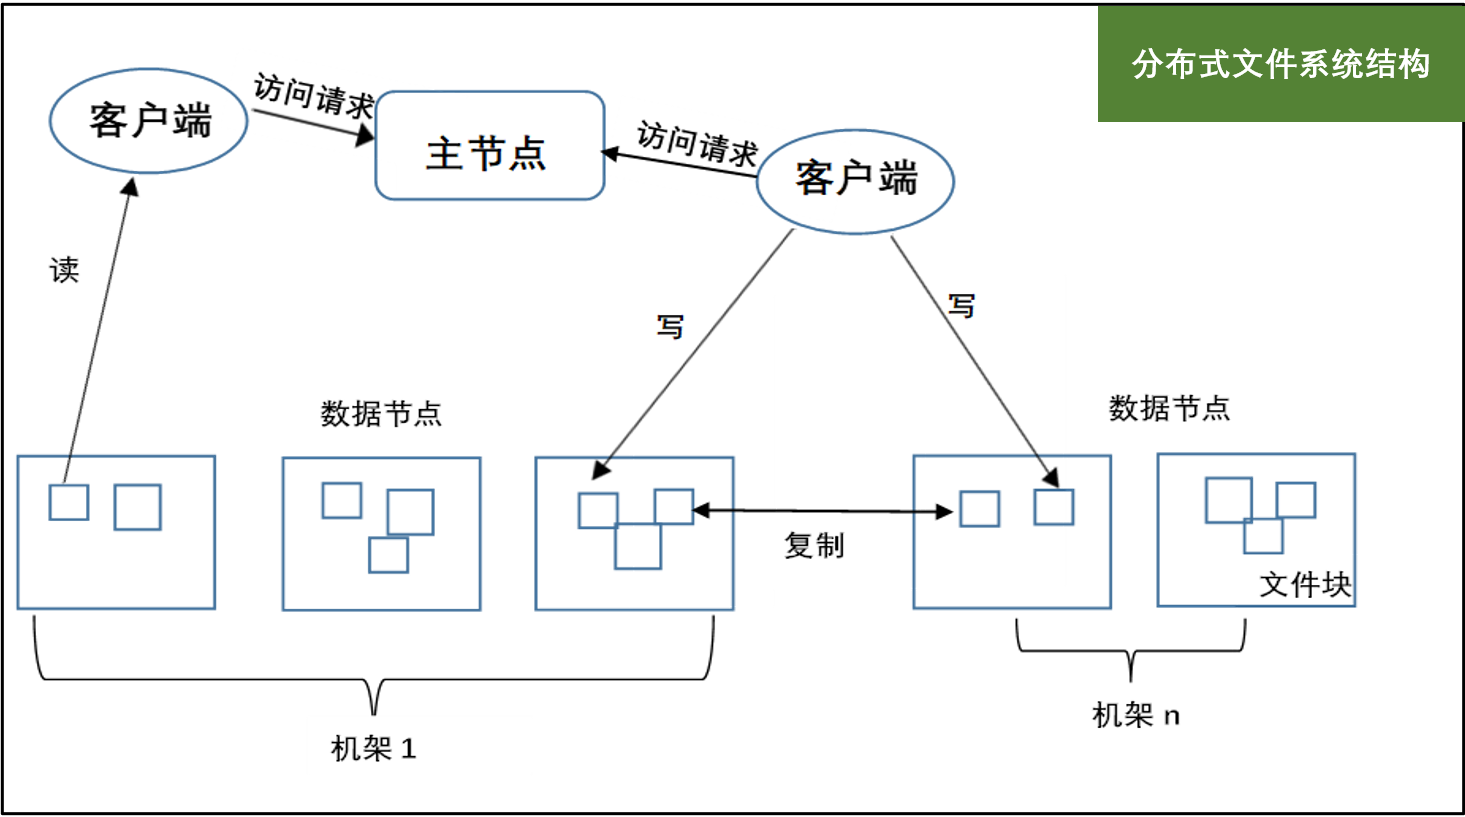 分布式文件系统结构
客户端
访问请求
主节点
访问请求
客户端
读
写
写
数据节点
数据节点
复制
文件块
机架 1
机架 n